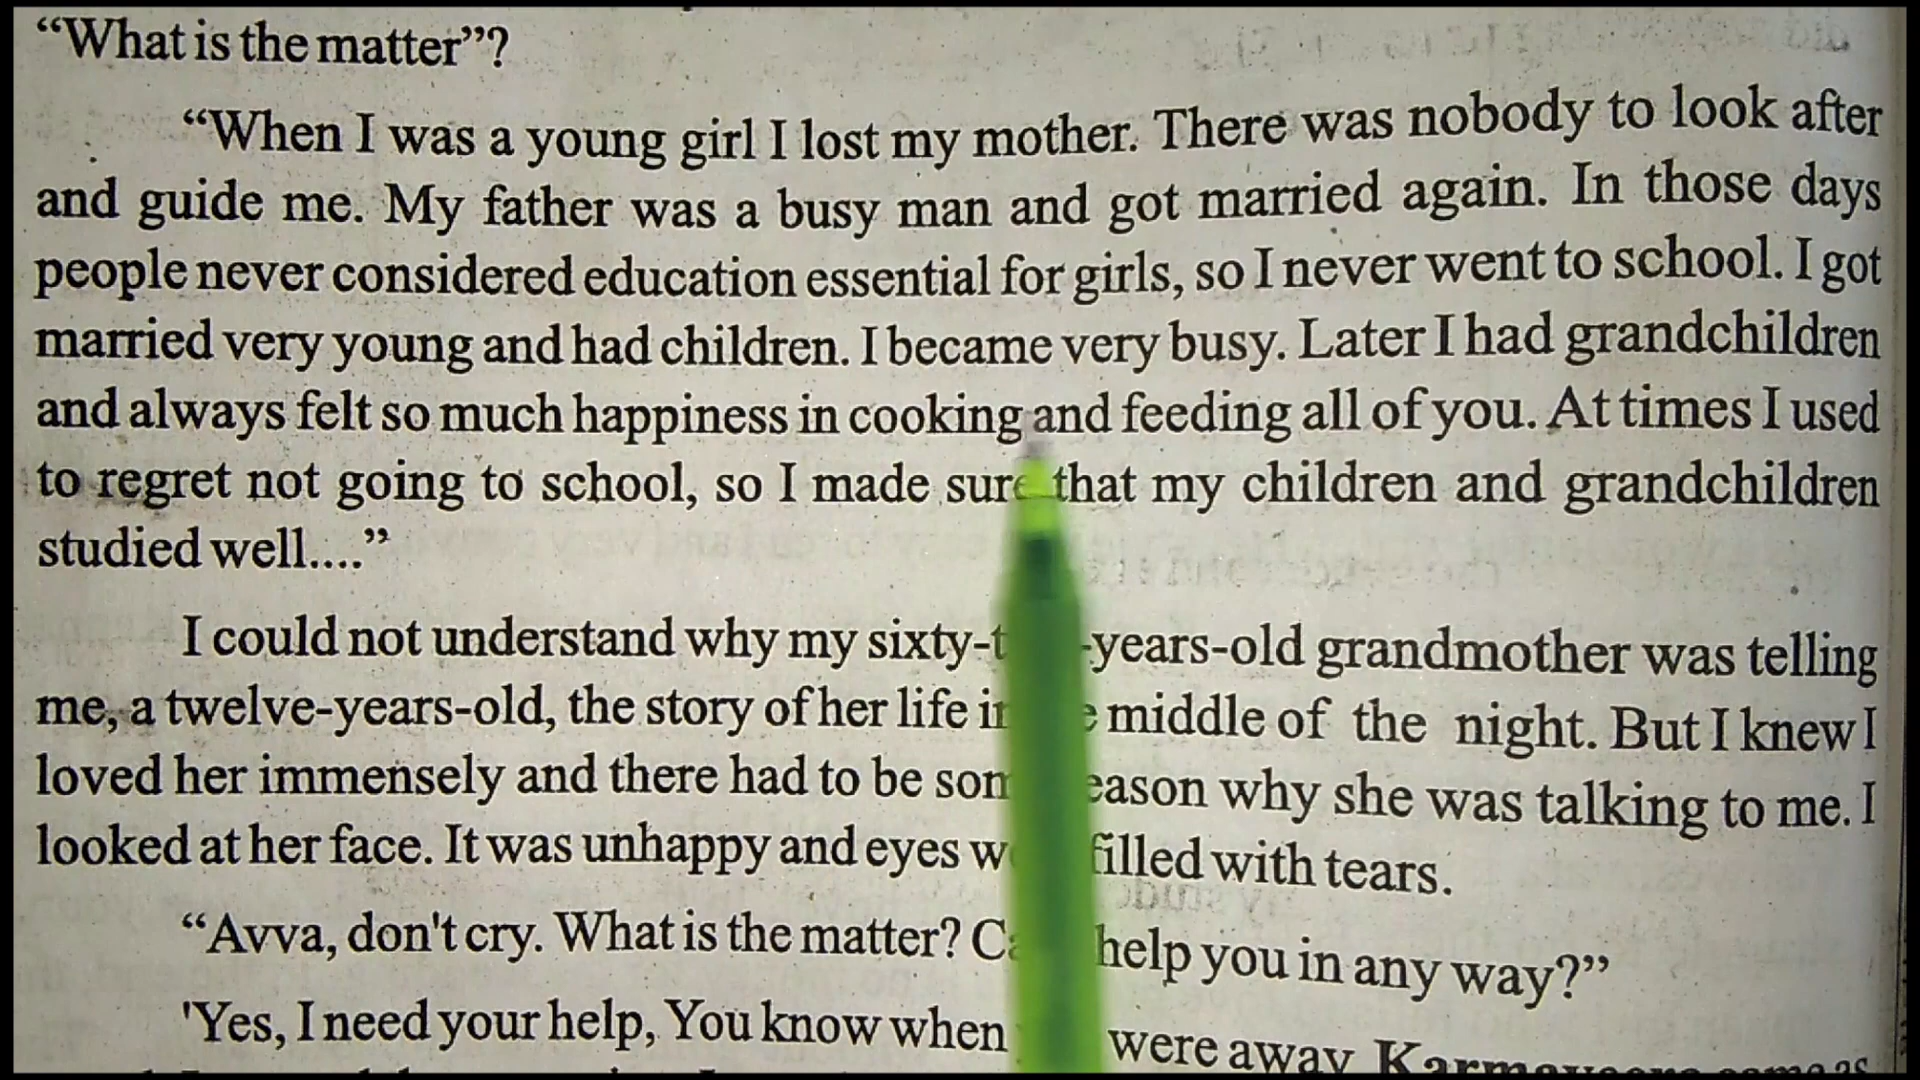 “What is the matter”?
“When I was a young girl I lost my mother. There was nobody to look after
and guide me. My father was a busy man and got married again. In those days
people never considered education essential for girls, so I never went to school. I got
married very young and had children. I became very busy. Later I had grandchildren
and always felt so much happiness in cooking and feeding all of you. At times I used
to regret not going to school, so I made sure that my children and grandchildren
studied well....”
I could not understand why my -years-old grandmother was telling
me, a twelve-years-old, the story of her life middle of the night. But I knew I
loved her immensely and there had to be why she was talking to me. I
looked at her face. It was unhappy and eyes filled with tears.
“Avva, don't cry. What is the matter? help you in any way?”
'Yes, I need your help, You know when were away